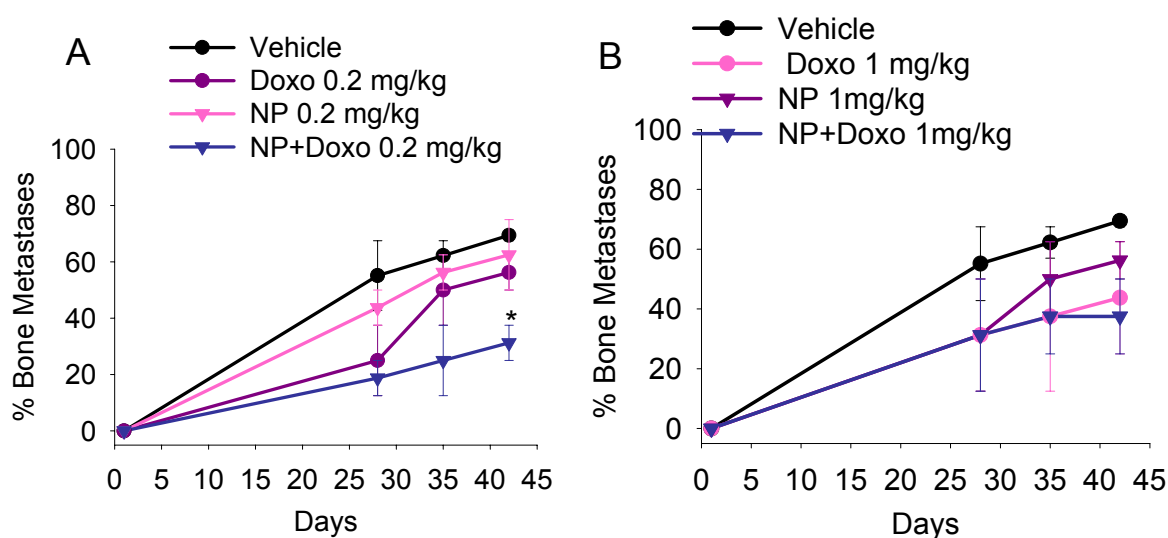 A
Vehicle
Doxo 0.2 mg/kg
NP 0.2 mg/kg
NP+Doxo 0.2 mg/kg
100
80
60
40
20
0
% Bone Metastases
*
0 5 10 15 20 25 30 35 40 45
Days
B
Vehicle
Doxo 1 mg/kg
NP 1mg/kg
NP+Doxo 1mg/kg
100
80
60
40
20
0
% Bone Metastases
0 5 10 15 20 25 30 35 40 45
Days